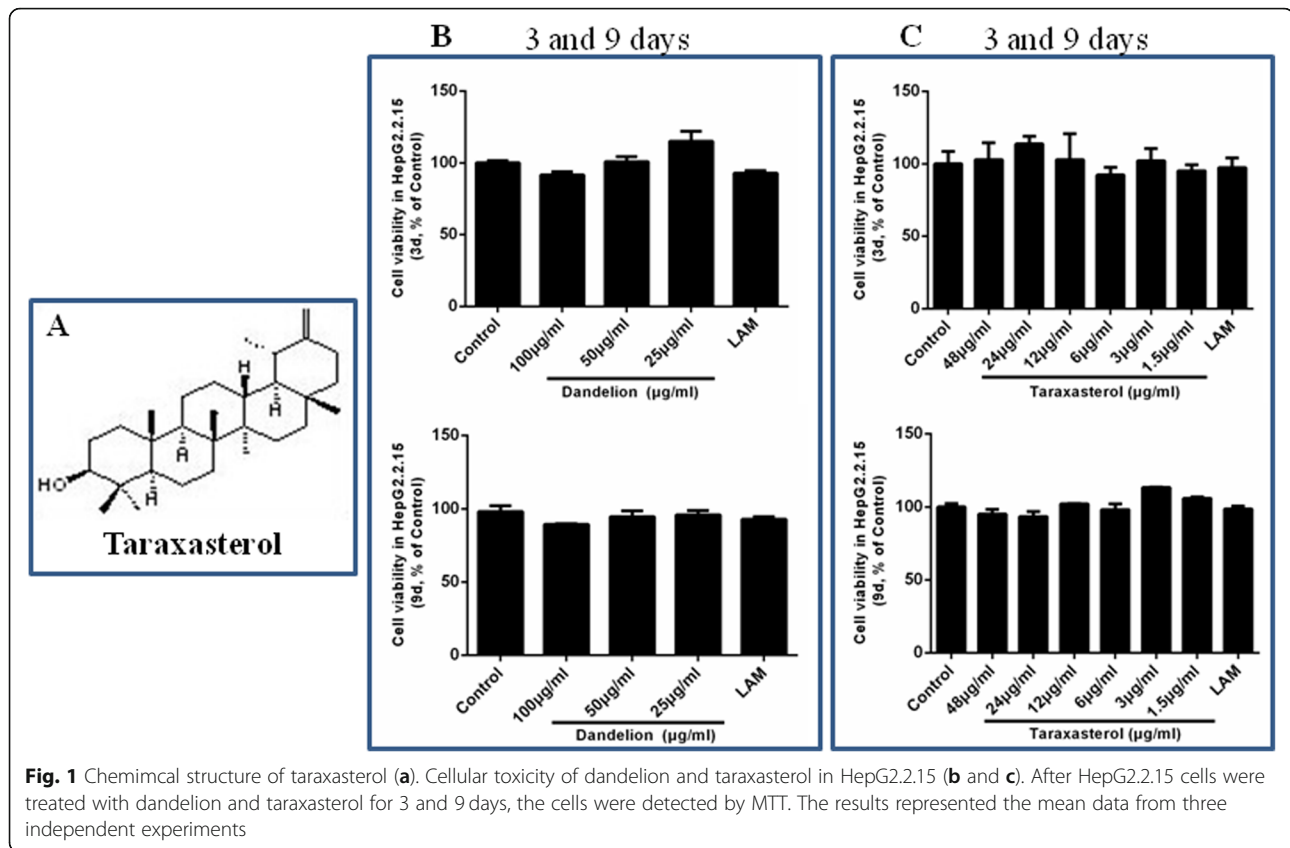 B 3 and 9 days
Cell viability in HepG2.2.15
(3d, % of Control)
150
100
50
0
Control
100µg/ml
50µg/ml
25µg/ml
LAM
Dandelion (µg/ml)
Cell viability in HepG2.2.15
(9d, % of Control)
150
100
50
0
Control
100µg/ml
50µg/ml
25µg/ml
LAM
Dandelion (µg/ml)
C 3 and 9 days
Cell viability in HepG2.2.15
(3d, % of Control)
150
100
50
0
Control
48µg/ml
24µg/ml
12µg/ml
6µg/ml
3µg/ml
1.5µg/ml
LAM
Taraxasterol (µg/ml)
Cell viability in HepG2.2.15
(9d, % of Control)
150
100
50
0
Control
48µg/ml
24µg/ml
12µg/ml
6µg/ml
3µg/ml
1.5µg/ml
LAM
Taraxasterol (µg/ml)
A
H
H
H
H
HO
Taraxasterol
Fig. 1 Chemimcal structure of taraxasterol (a). Cellular toxicity of dandelion and taraxasterol in HepG2.2.15 (b and c). After HepG2.2.15 cells were
treated with dandelion and taraxasterol for 3 and 9 days, the cells were detected by MTT. The results represented the mean data from three
independent experiments